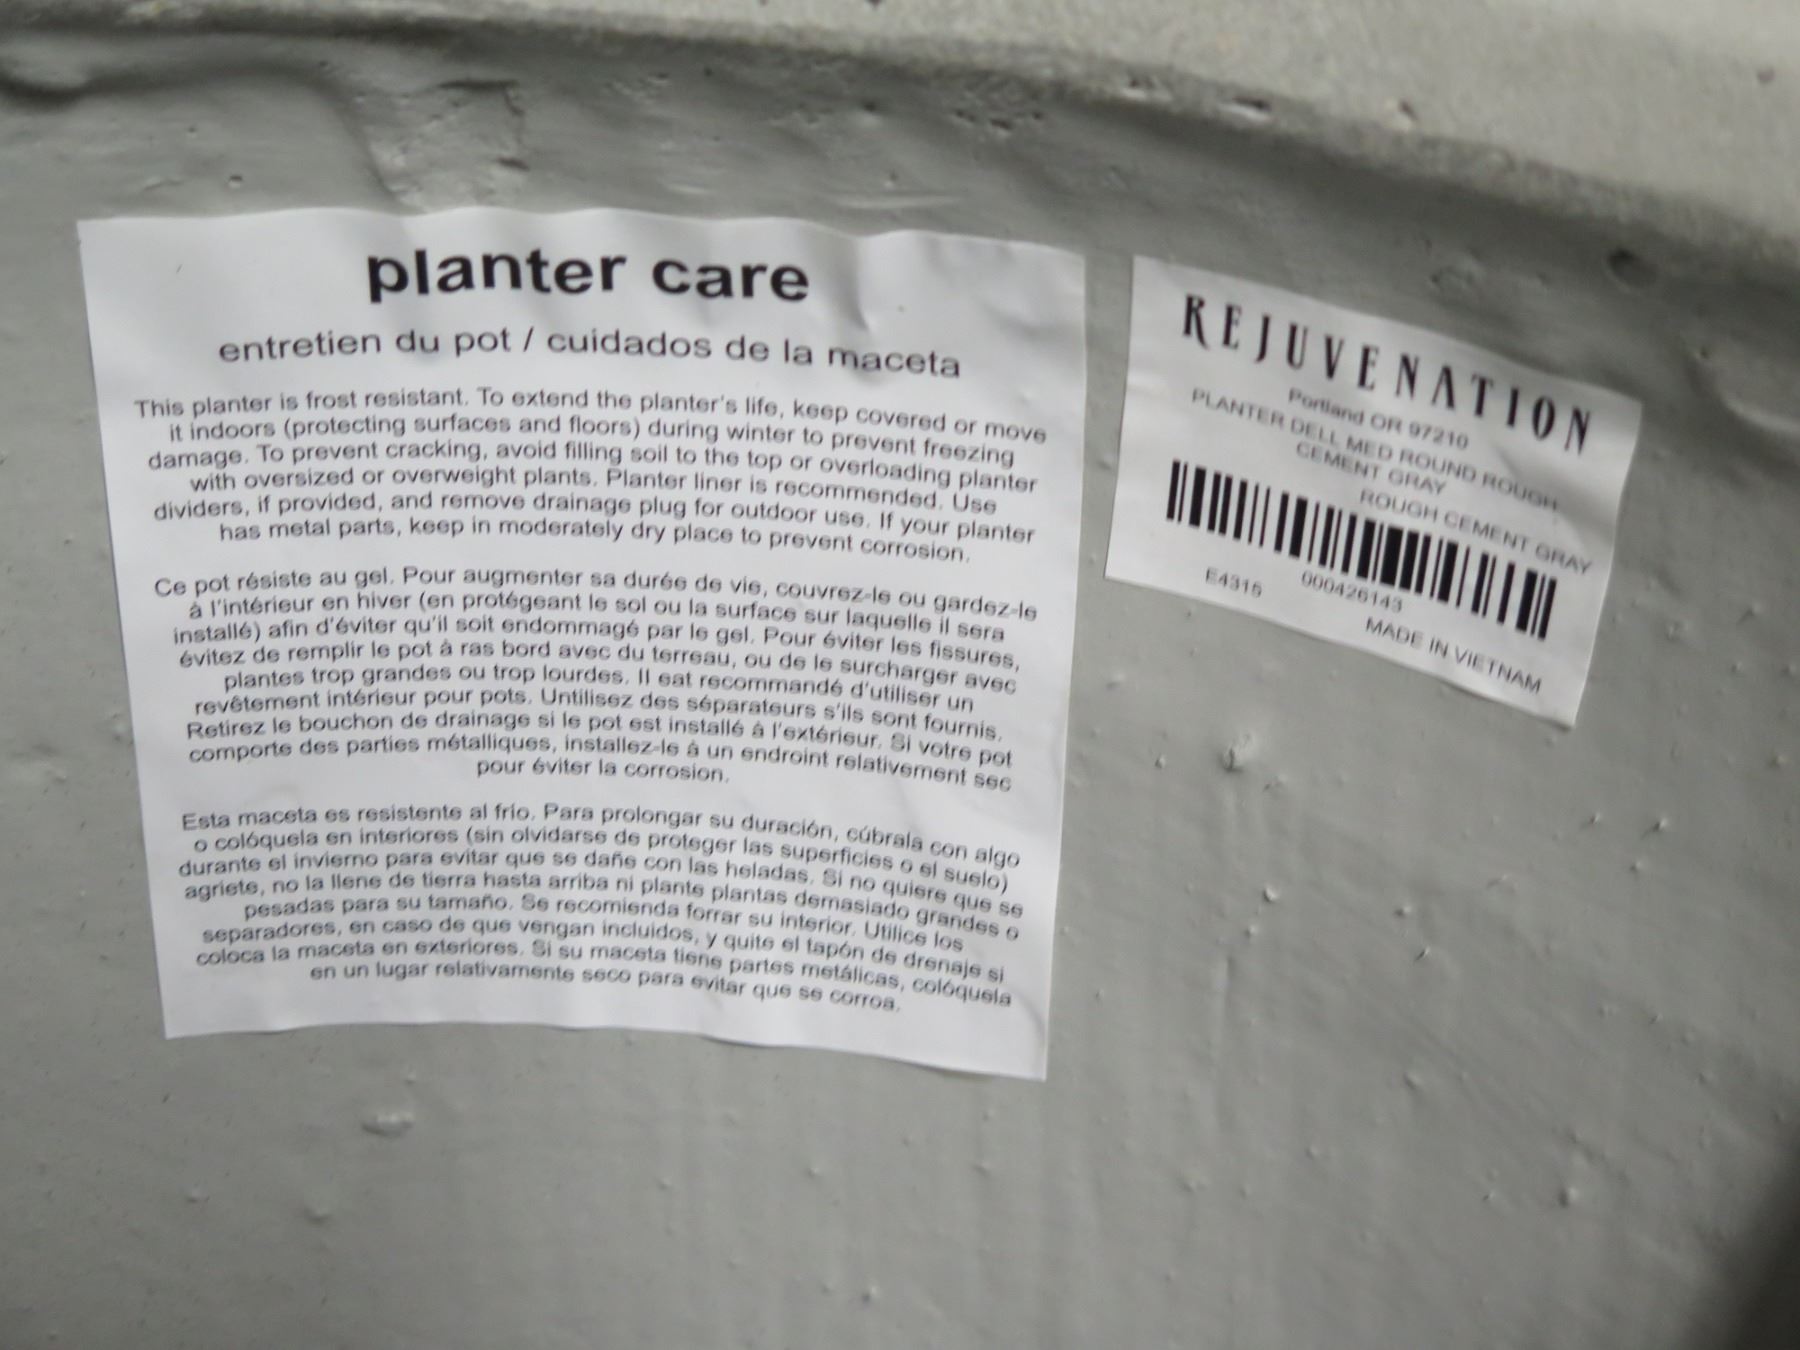 planter care
entretien du pot / cuidados de la maceta
This planter is frost resistant. To extend the planter's life, keep covered or move
it indoors (protecting surfaces and floors) during winter to prevent freezing
damage. To prevent cracking, avoid filling soil to the top or overloading planter
with oversized or overweight plants. Planter liner is recommended. Use
dividers, if provided, and remove drainage plug for outdoor use. If your planter
has metal parts, keep in moderately dry place to prevent corrosion.
Ce pot résiste au gel. Pour augmenter sa durée de vie, couvrez-le ou gardez-le
à l'intérieur en hiver (en protégeant le sol ou la surface sur laquelle il sera
installé) afin d'éviter qu'il soit endommagé par le gel. Pour éviter les fissures,
évitez de remplir le pot à ras bord avec du terreau, ou de le surcharger avec
plantes trop grandes ou trop lourdes. Il eat recommandé d'utiliser un
revêtement intérieur pour pots. Untilisez des séparateurs s'ils sont fournis.
Retirez le bouchon de drainage si le pot est installé à l'extérieur. Si votre pot
comporte des parties métalliques, installez-le à un endroint relativement sec
pour éviter la corrosion.
Esta maceta es resistente al frío. Para prolongar su duración, cúbrala con algo
o colóquela en interiores (sin olvidarse de proteger las superficies o el suelo)
durante el invierno para evitar que se dañe con las heladas. Si no quiere que se
agriete, no la llene de tierra hasta arriba ni plante plantas demasiado grandes o
pesadas para su tamaño. Se recomienda forrar su interior. Utilice los
separadores, en caso de que vengan incluidos, y quite el tapón de drenaje si
coloca la maceta en exteriores. Si su maceta tiene partes metálicas, colóquela
en un lugar relativamente seco para evitar que se corroa.
REJUVENATION
Portland OR 97210
PLANTER DELL MED ROUND ROUGH
CEMENT GRAY
ROUGH CEMENT GRAY
E4315 000426143
MADE IN VIETNAM